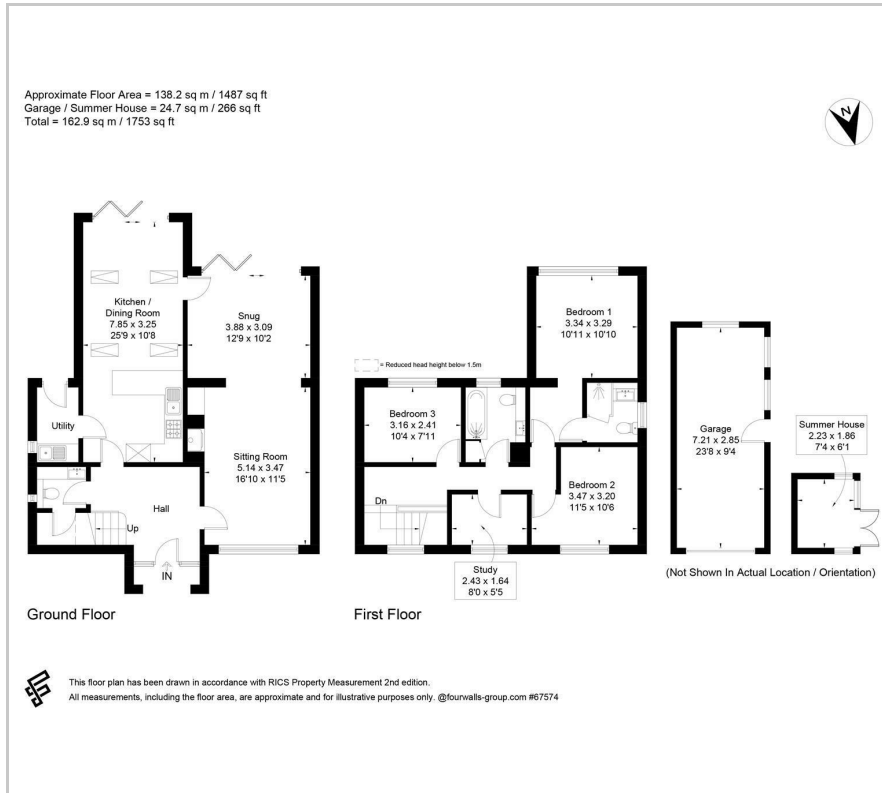 Approximate Floor Area = 138.2 sq m / 1487 sq ft
Garage / Summer House = 24.7 sq m / 266 sq ft
Total = 162.9 sq m / 1753 sq ft
N
Kitchen /
Dining Room
7.85 x 3.25
25'9 x 10'8
Snug
3.88 x 3.09
12'9 x 10'2
Utility
Sitting Room
5.14 x 3.47
16'10 x 11'5
Hall
Up
IN
Ground Floor
= Reduced head height below 1.5m
Bedroom 1
3.34 x 3.29
10'11 x 10'10
Bedroom 3
3.16 x 2.41
10'4 x 7'11
Bedroom 2
3.47 x 3.20
11'5 x 10'6
Dn
Study
2.43 x 1.64
8'0 x 5'5
First Floor
Garage
7.21 x 2.85
23'8 x 9'4
Summer House
2.23 x 1.86
7'4 x 6'1
(Not Shown In Actual Location / Orientation)
This floor plan has been drawn in accordance with RICS Property Measurement 2nd edition.
All measurements, including the floor area, are approximate and for illustrative purposes only. @fourwalls-group.com #67574